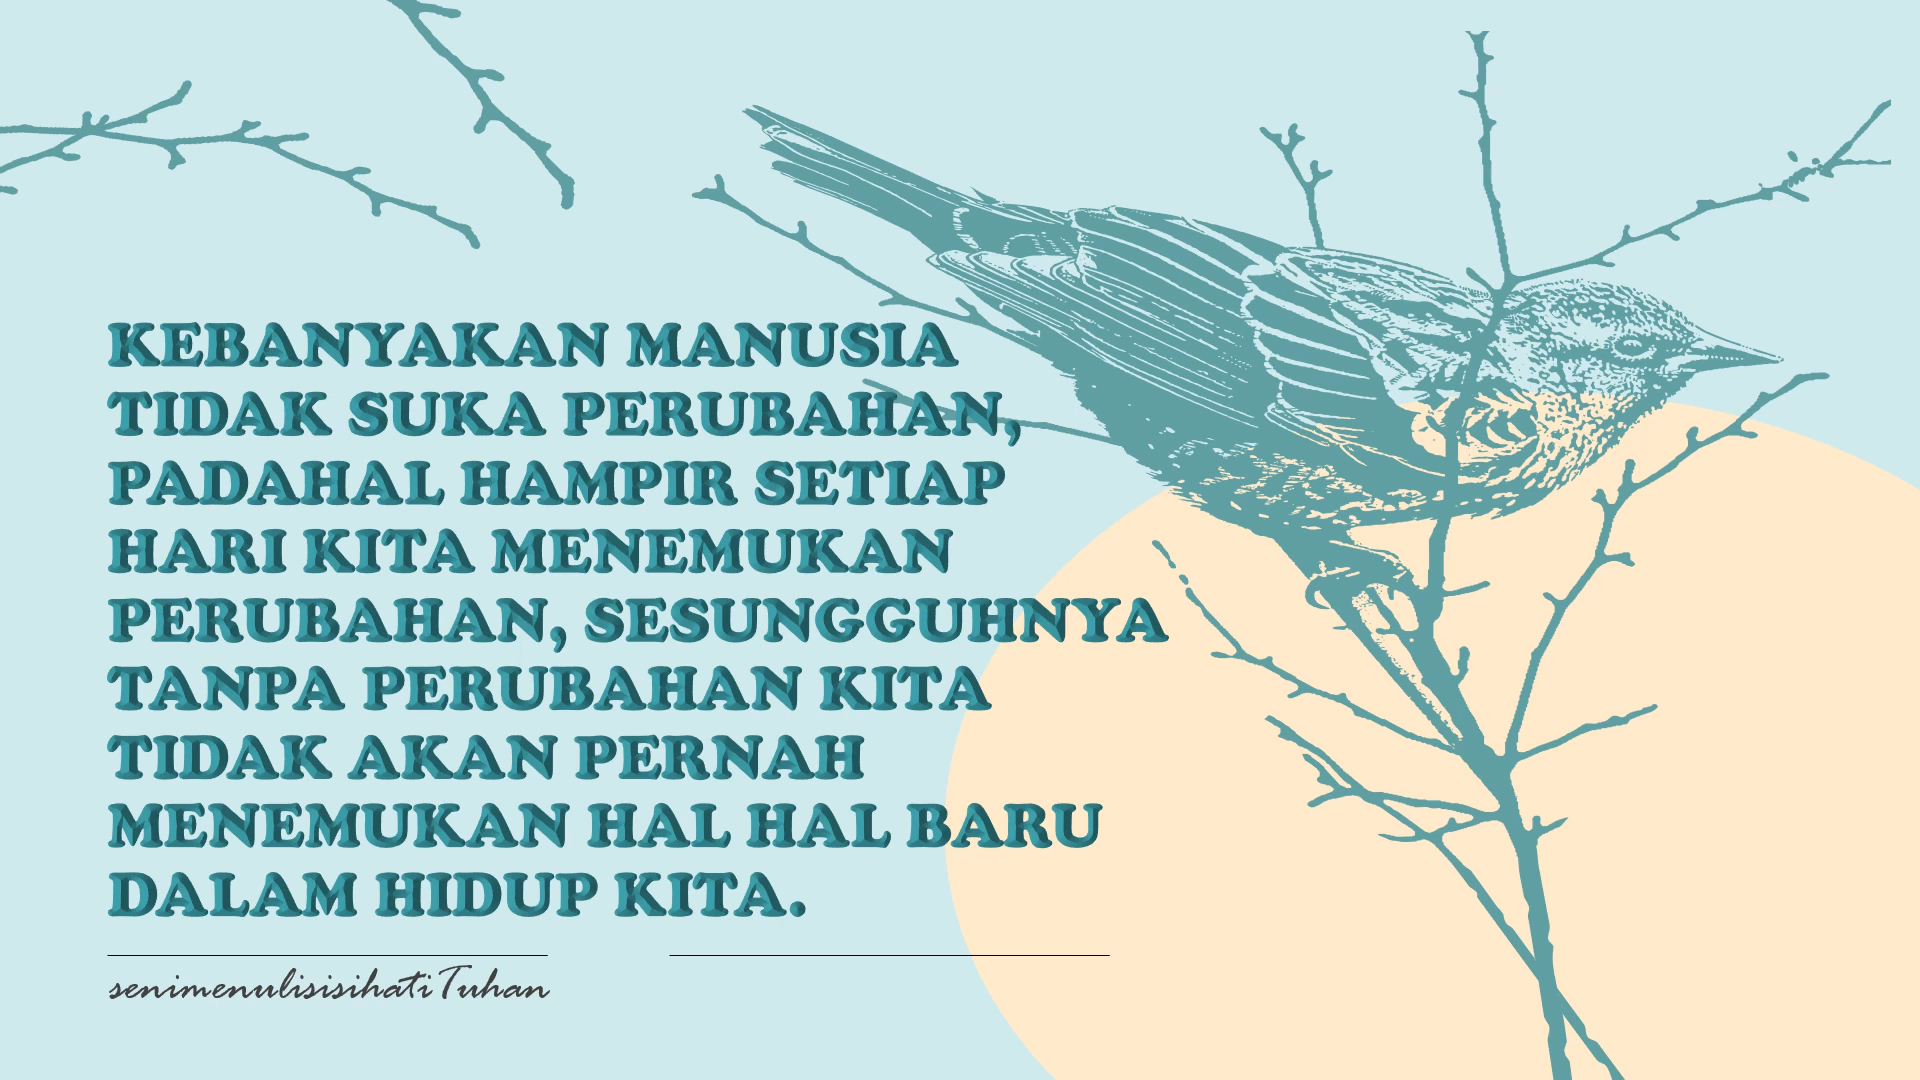 KEBANYAKAN MANUSIA
TIDAK SUKA PERUBAHAN,
PADAHAL HAMPIR SETIAP
HARI KITA MENEMUKAN
PERUBAHAN, SESUNGGUHNYA
TANPA PERUBAHAN KITA
TIDAK AKAN PERNAH
MENEMUKAN HAL HAL BARU
DALAM HIDUP KITA.
senimenulisisihatiTuhan